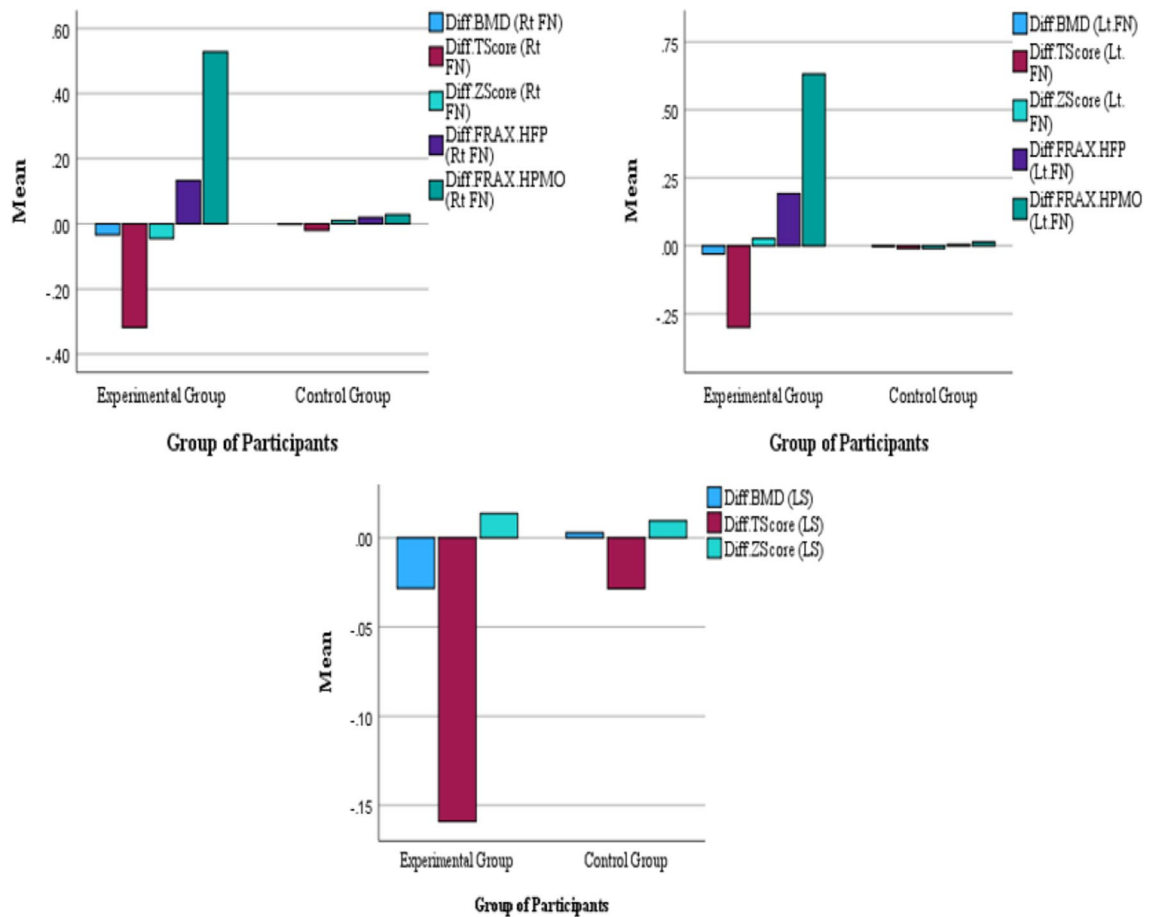 .60
.40
.20
.00
-.20
-.40
Mean
Experimental Group
Control Group
Group of Participants
Diff.BMD (Rt FN)
Diff.TScore (Rt
FN)
Diff.ZScore (Rt
FN)
Diff.FRAX.HFP
(Rt FN)
Diff.FRAX.HPMO
(Rt FN)
.75
.50
.25
.00
-.25
Mean
Experimental Group
Control Group
Group of Participants
Diff.BMD (Lt.FN)
Diff.TScore (Lt.
FN)
Diff.ZScore (Lt.
FN)
Diff.FRAX.HFP
(Lt.FN)
Diff.FRAX.HPMO
(Lt.FN)
.00
-.05
-.10
-.15
Mean
Experimental Group
Control Group
Group of Participants
Diff.BMD (LS)
Diff.TScore (LS)
Diff.ZScore (LS)